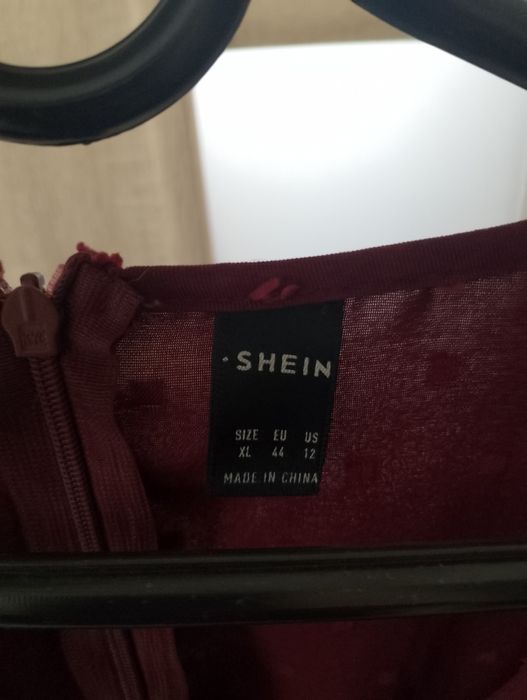 SHEIN
SIZE EU US
XL 44 12
MADE IN CHINA